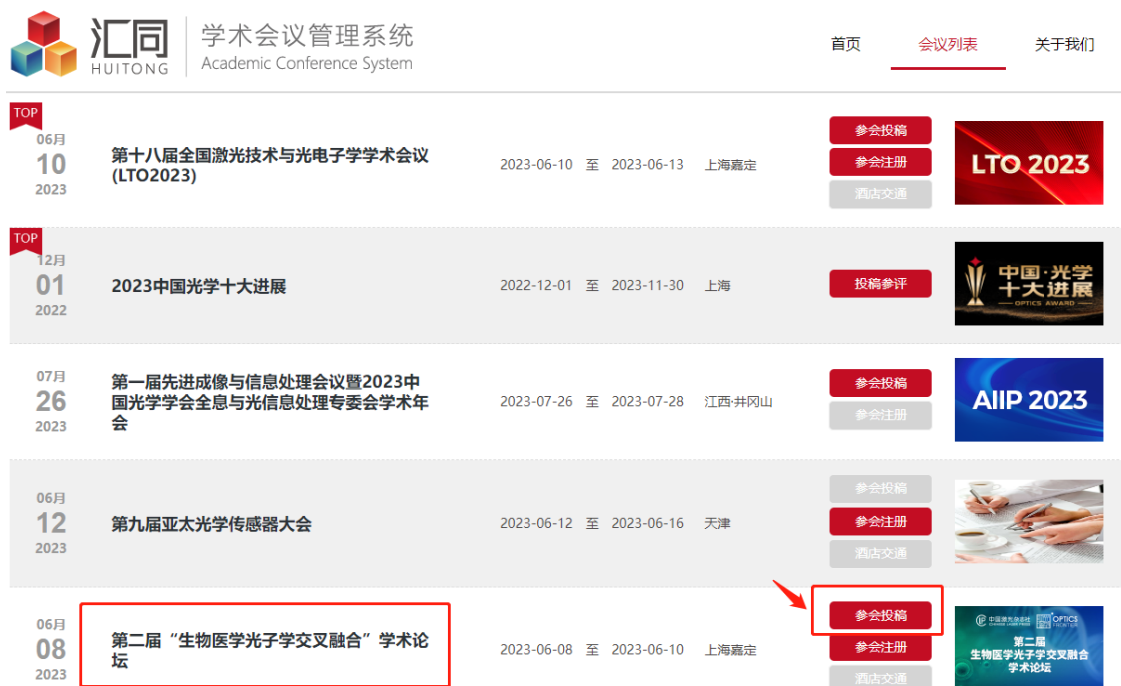 汇同
HUITONG
学术会议管理系统
Academic Conference System
首页
会议列表
关于我们
TOP
06月
10
2023
第十八届全国激光技术与光电子学学术会议
(LTO2023)
2023-06-10 至 2023-06-13 上海嘉定
参会投稿
参会注册
酒店交通
LTO 2023
TOP
12月
01
2022
2023中国光学十大进展
2022-12-01 至 2023-11-30 上海
投稿参评
中国·光学
十大进展
OPTICS AWARD
07月
26
2023
第一届先进成像与信息处理会议暨2023中
国光学学会全息与光信息处理专委会学术年
会
2023-07-26 至 2023-07-28 江西·井冈山
参会投稿
参会注册
AIIP 2023
06月
12
2023
第九届亚太光学传感器大会
2023-06-12 至 2023-06-16 天津
参会投稿
参会注册
酒店交通
06月
08
2023
第二届“生物医学光子学交叉融合”学术论
坛
2023-06-08 至 2023-06-10 上海嘉定
参会投稿
参会注册
酒店交通
中国激光杂志社
OPTICS
第二届
生物医学光子学交叉融合
学术论坛